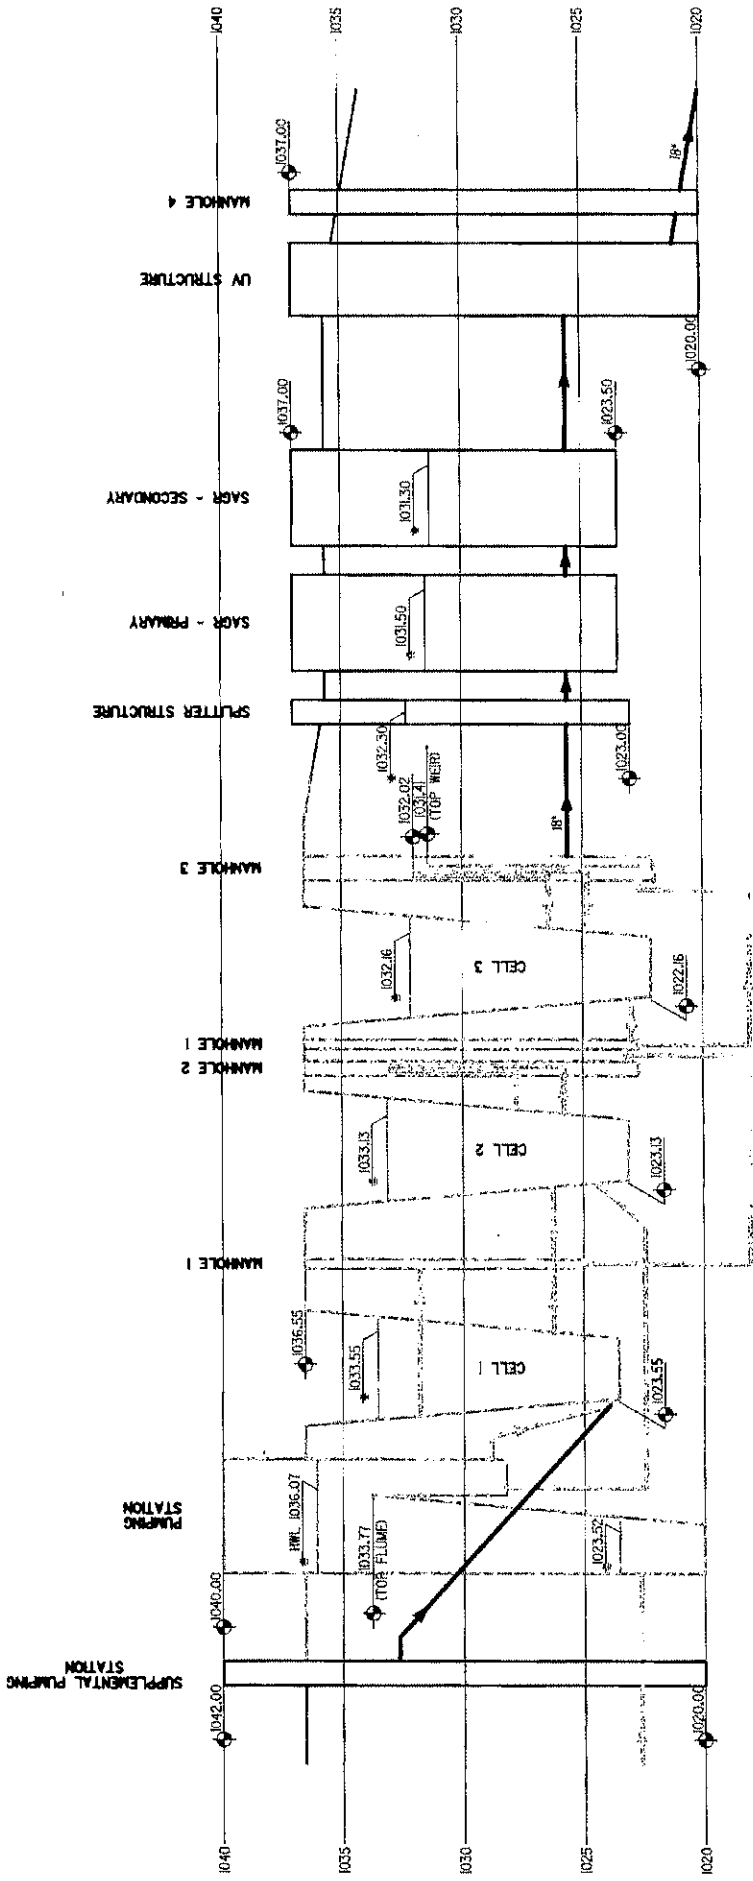 SUPPLEMENTAL PUMPING
STATION
PUMPING
STATION
MANHOLE 1
MANHOLE 2
MANHOLE 1
MANHOLE 3
SPLITTER STRUCTURE
SAGR - PRIMARY
SAGR - SECONDARY
UV STRUCTURE
MANHOLE 4
1040
1035
1030
1025
1020
1042.00
1040.00
HWL 1036.07
1033.77
(TOP FLUME)
1023.52
1020.00
1036.55
1033.55
CELL 1
1023.55
1033.13
CELL 2
1023.13
1032.16
CELL 3
1022.16
1032.30
1032.02
1031.41
(TOP WEIR)
18"
1023.00
1031.50
1031.30
1037.00
1023.50
1020.00
1037.00
18"
1040
1035
1030
1025
1020